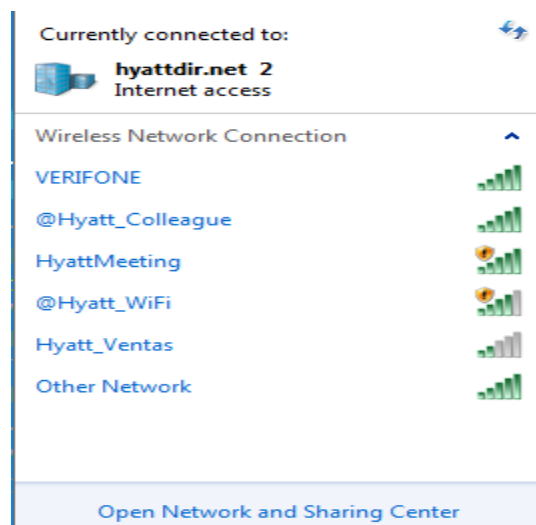 Currently connected to:
hyattdir.net 2
Internet access
Wireless Network Connection
VERIFONE
@Hyatt_Colleague
HyattMeeting
@Hyatt_WiFi
Hyatt_Ventas
Other Network
Open Network and Sharing Center